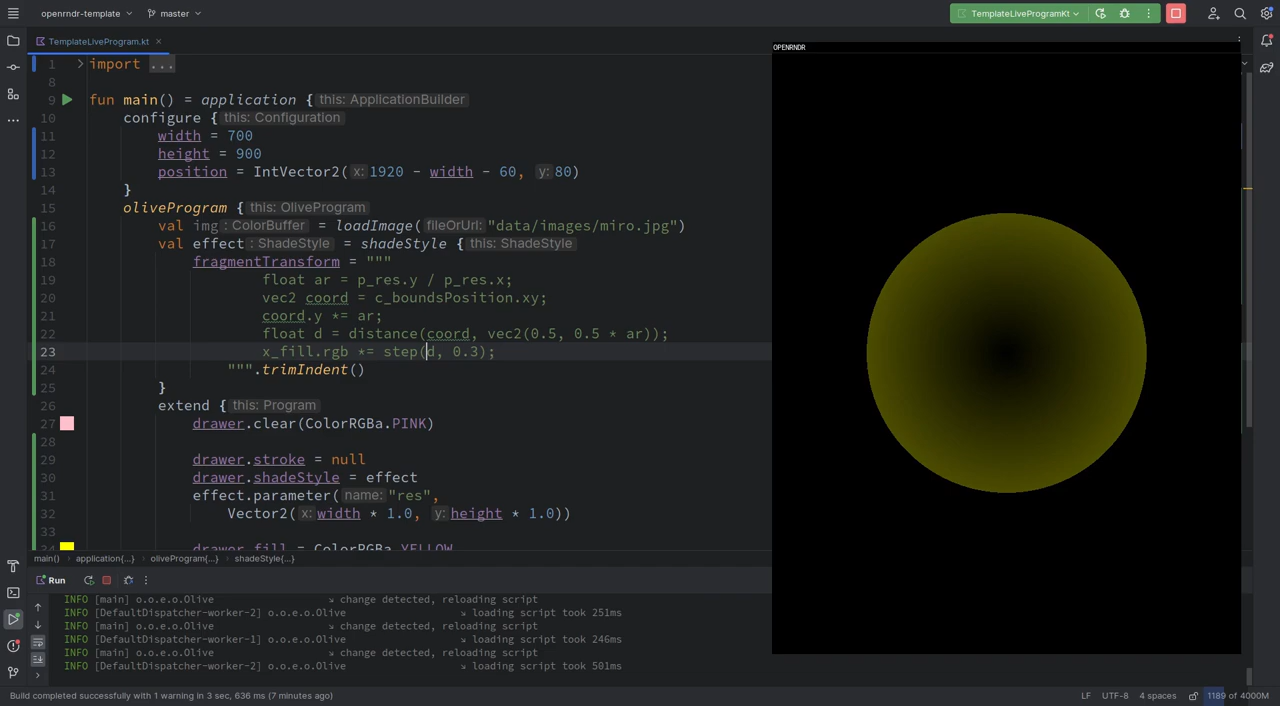 openrndr-template master TemplateLiveProgramKt
TemplateLiveProgram.kt
OPENRNDR
1 import ...
8
9 fun main() = application { this: ApplicationBuilder
10 configure { this: Configuration
11 width = 700
12 height = 900
13 position = IntVector2( x: 1920 - width - 60, y: 80)
14 }
15 oliveProgram { this: OliveProgram
16 val img : ColorBuffer = loadImage( fileOrUrl: "data/images/miro.jpg")
17 val effect : ShadeStyle = shadeStyle { this: ShadeStyle
18 fragmentTransform = """
19 float ar = p_res.y / p_res.x;
20 vec2 coord = c_boundsPosition.xy;
21 coord.y *= ar;
22 float d = distance(coord, vec2(0.5, 0.5 * ar));
23 x_fill.rgb *= step(d, 0.3);
24 """.trimIndent()
25 }
26 extend { this: Program
27 drawer.clear(ColorRGBa.PINK)
28
29 drawer.stroke = null
30 drawer.shadeStyle = effect
31 effect.parameter( name: "res",
32 Vector2( x: width * 1.0, y: height * 1.0))
33
34 drawer.fill = ColorRGBa.YELLOW
main() application{...} oliveProgram{...} shadeStyle{...}
Run
INFO [main] o.o.e.o.Olive ↘ change detected, reloading script
INFO [DefaultDispatcher-worker-2] o.o.e.o.Olive ↘ loading script took 251ms
INFO [main] o.o.e.o.Olive ↘ change detected, reloading script
INFO [DefaultDispatcher-worker-1] o.o.e.o.Olive ↘ loading script took 246ms
INFO [main] o.o.e.o.Olive ↘ change detected, reloading script
INFO [DefaultDispatcher-worker-2] o.o.e.o.Olive ↘ loading script took 501ms
Build completed successfully with 1 warning in 3 sec, 636 ms (7 minutes ago) LF UTF-8 4 spaces 1189 of 4000M